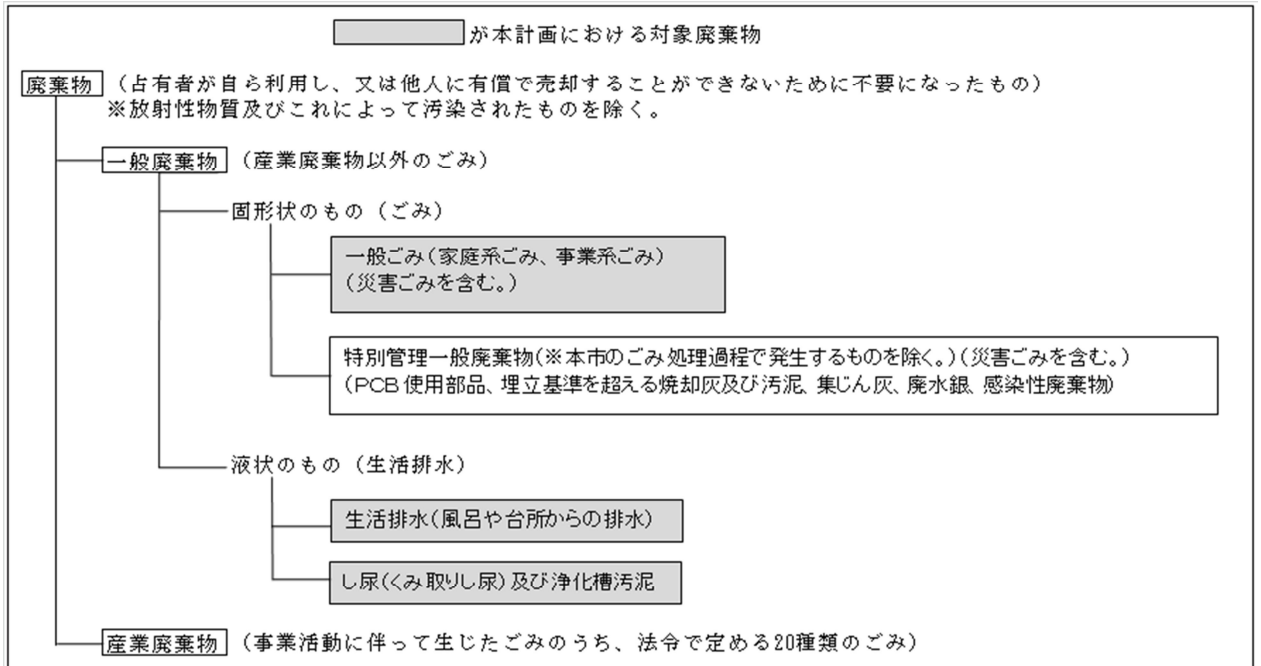 が本計画における対象廃棄物
廃棄物 (占有者が自ら利用し、又は他人に有償で売却することができないために不要になったもの)
※放射性物質及びこれによって汚染されたものを除く。
一般廃棄物 (産業廃棄物以外のごみ)
固形状のもの (ごみ)
一般ごみ(家庭系ごみ、事業系ごみ)
(災害ごみを含む。)
特別管理一般廃棄物(※本市のごみ処理過程で発生するものを除く。)(災害ごみを含む。)
(PCB使用部品、埋立基準を超える焼却灰及び汚泥、集じん灰、廃水銀、感染性廃棄物)
液状のもの (生活排水)
生活排水(風呂や台所からの排水)
し尿(くみ取りし尿)及び浄化槽汚泥
産業廃棄物 (事業活動に伴って生じたごみのうち、法令で定める20種類のごみ)